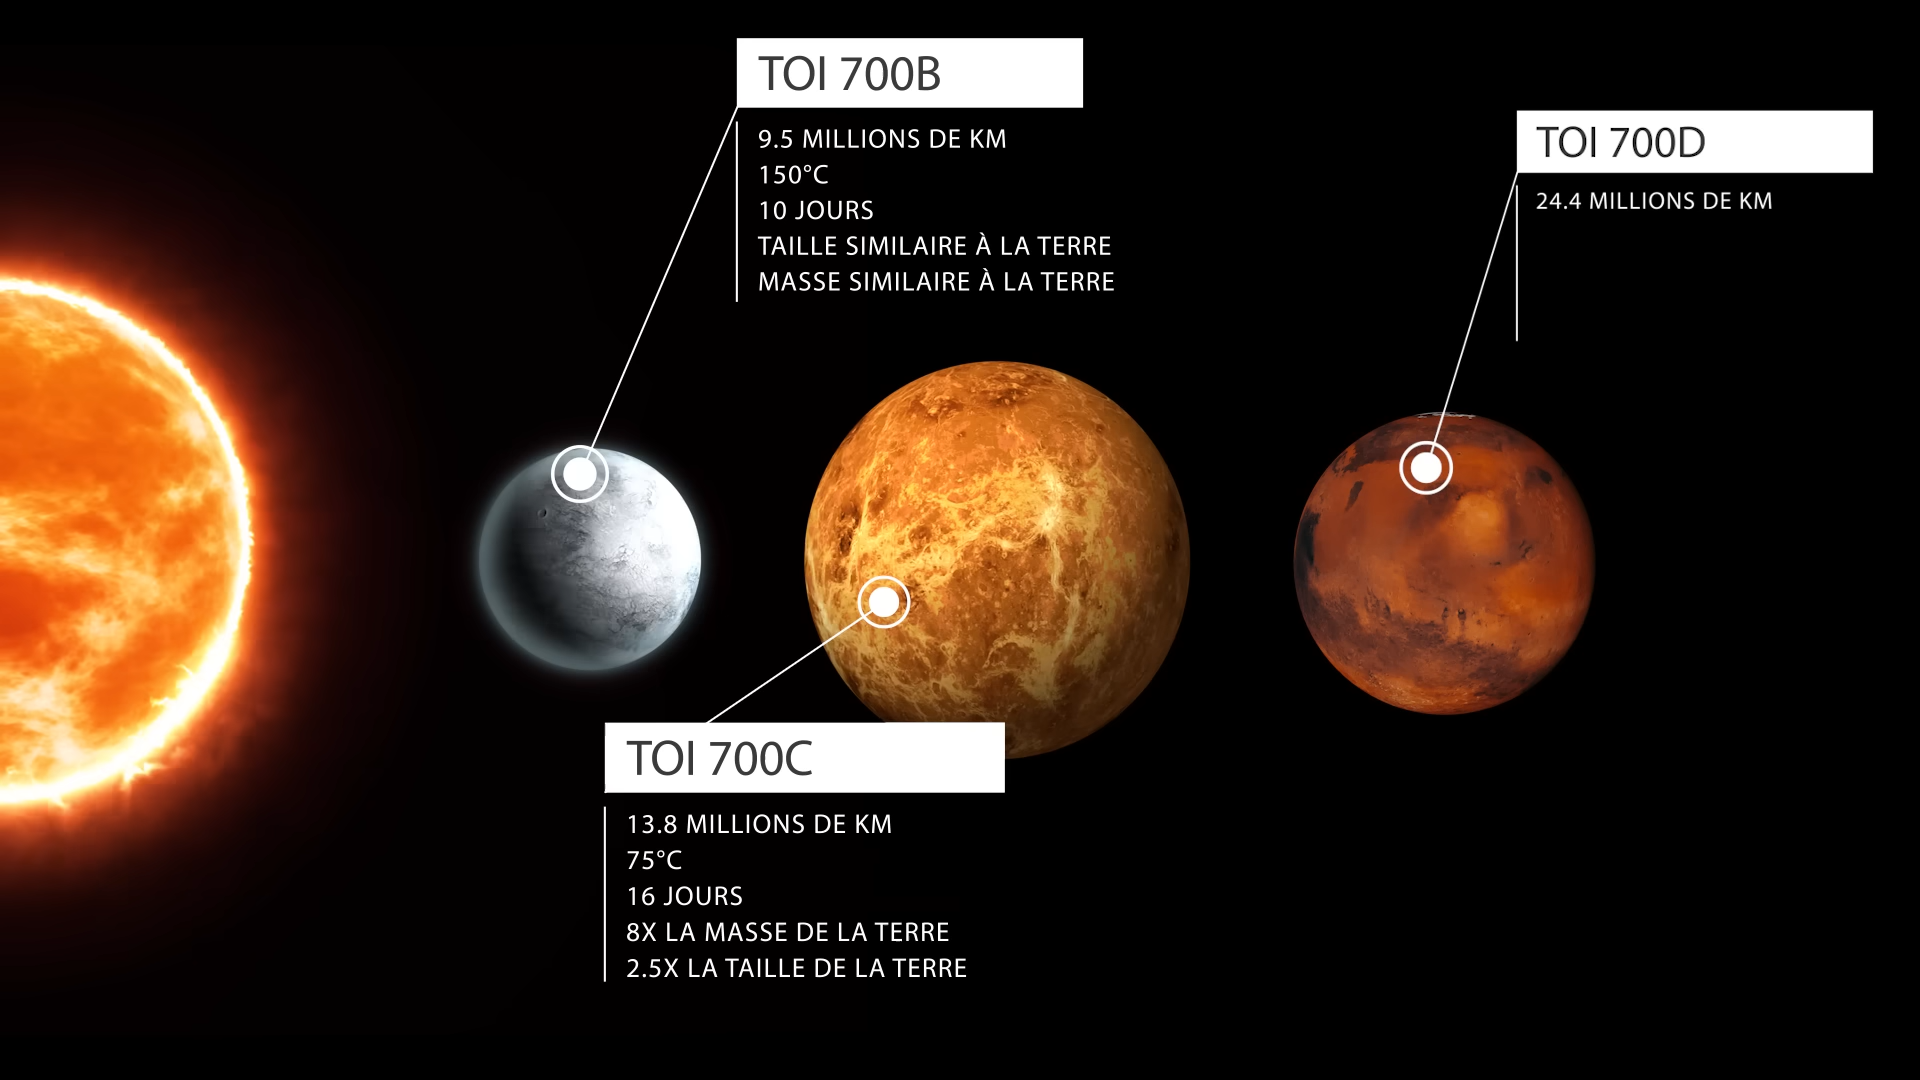 TOI 700B
9.5 MILLIONS DE KM
150°C
10 JOURS
TAILLE SIMILAIRE À LA TERRE
MASSE SIMILAIRE À LA TERRE
TOI 700D
24.4 MILLIONS DE KM
TOI 700C
13.8 MILLIONS DE KM
75°C
16 JOURS
8X LA MASSE DE LA TERRE
2.5X LA TAILLE DE LA TERRE